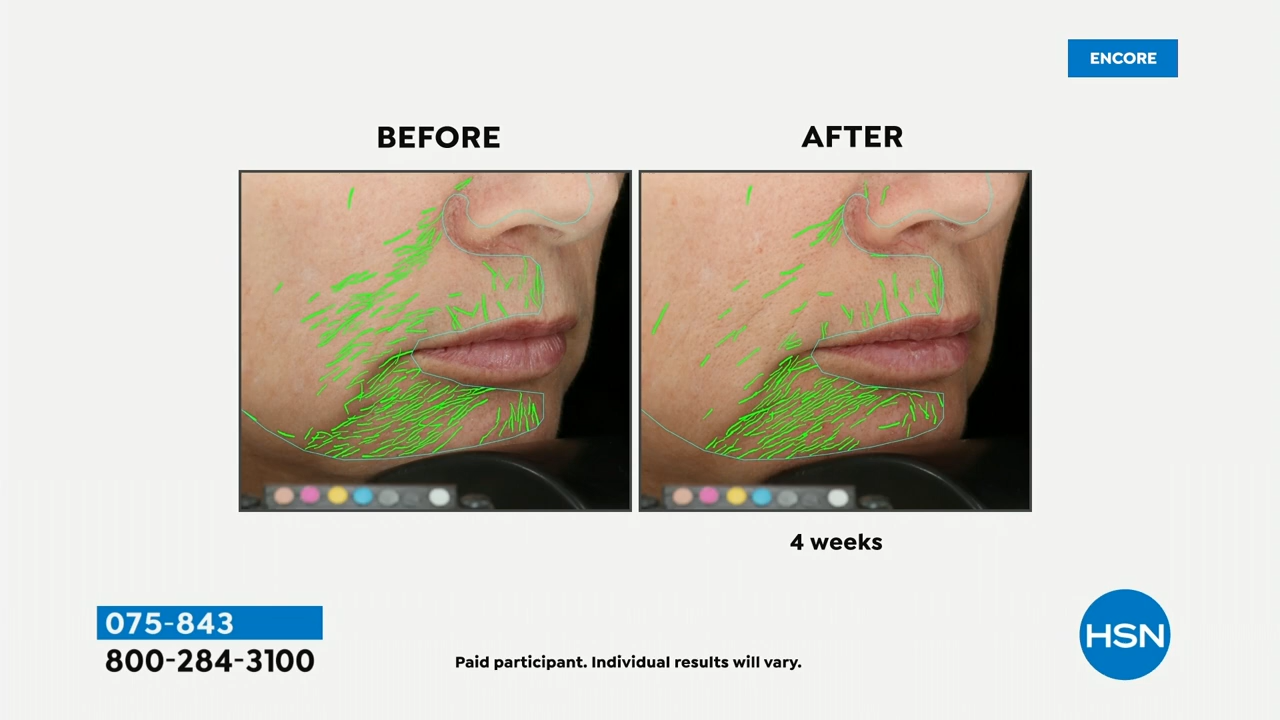 ENCORE
BEFORE
AFTER
4 weeks
075-843
800-284-3100
Paid participant. Individual results will vary.
HSN